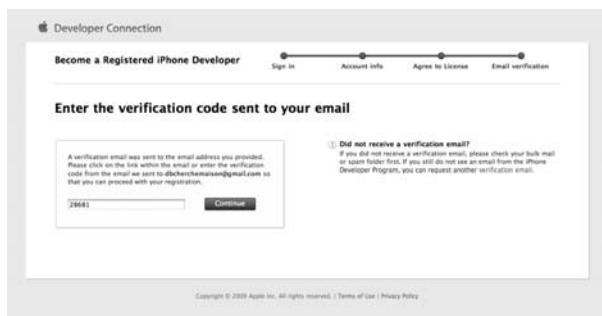 Developer Connection
Become a Registered iPhone Developer
Sign in
Account info
Agree to License
Email verification
Enter the verification code sent to your email
A verification email was sent to the email address you provided.
Please click on the link within the email or enter the verification
code from the email we sent to dbcherchemaison@gmail.com so
that you can proceed with your registration.
28681
Continue
Did not receive a verification email?
If you did not receive a verification email, please check your bulk mail
or spam folder first. If you still do not see an email from the iPhone
Developer Program, you can request another verification email.
Copyright © 2009 Apple Inc. All rights reserved. | Terms of Use | Privacy Policy